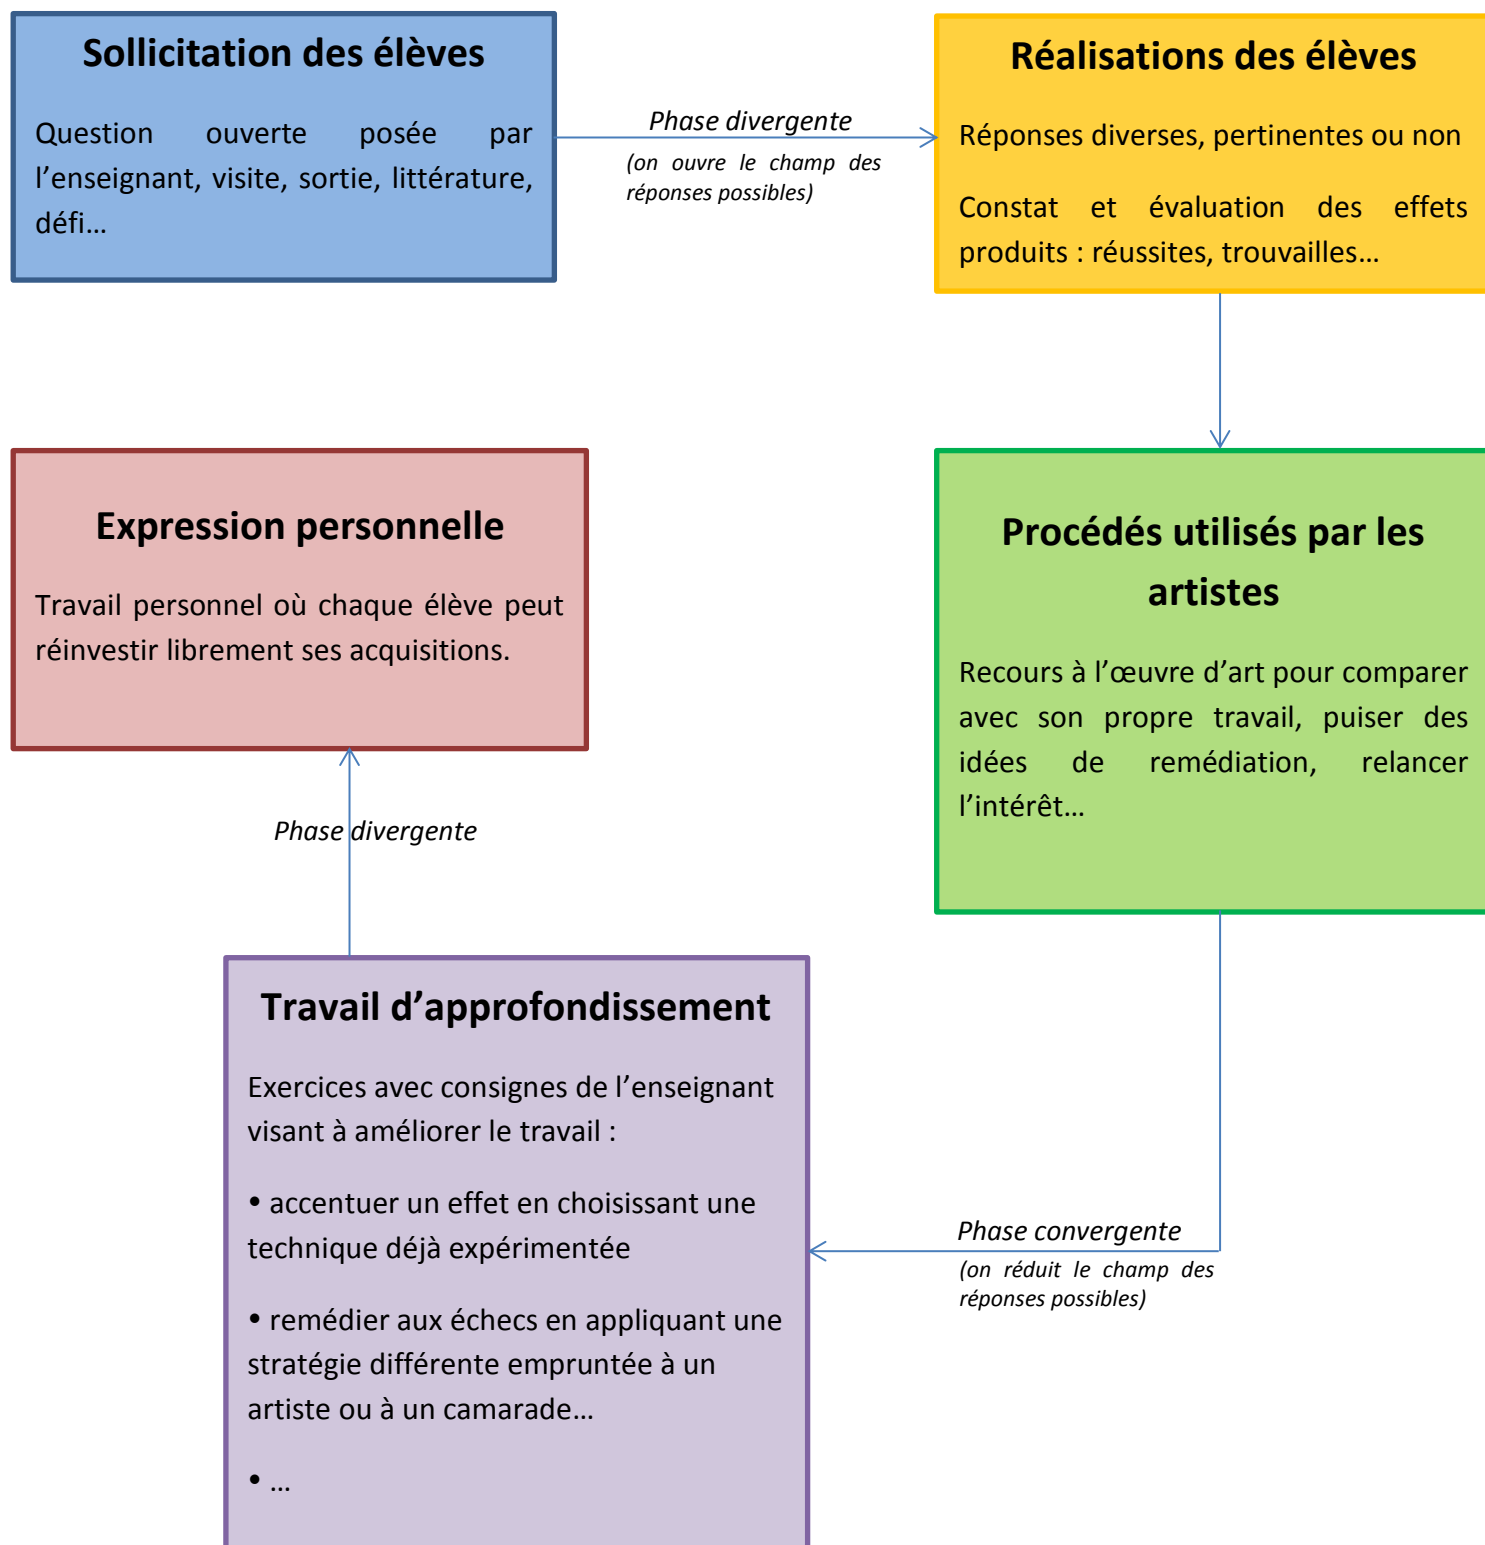 Sollicitation des élèves
Question ouverte posée par
l’enseignant, visite, sortie, littérature,
défi…
Phase divergente
(on ouvre le champ des
réponses possibles)
Réalisations des élèves
Réponses diverses, pertinentes ou non
Constat et évaluation des effets
produits : réussites, trouvailles…
Procédés utilisés par les
artistes
Recours à l’œuvre d’art pour comparer
avec son propre travail, puiser des
idées de remédiation, relancer
l’intérêt…
Phase convergente
(on réduit le champ des
réponses possibles)
Travail d’approfondissement
Exercices avec consignes de l’enseignant
visant à améliorer le travail :
• accentuer un effet en choisissant une
technique déjà expérimentée
• remédier aux échecs en appliquant une
stratégie différente empruntée à un
artiste ou à un camarade…
• …
Phase divergente
Expression personnelle
Travail personnel où chaque élève peut
réinvestir librement ses acquisitions.